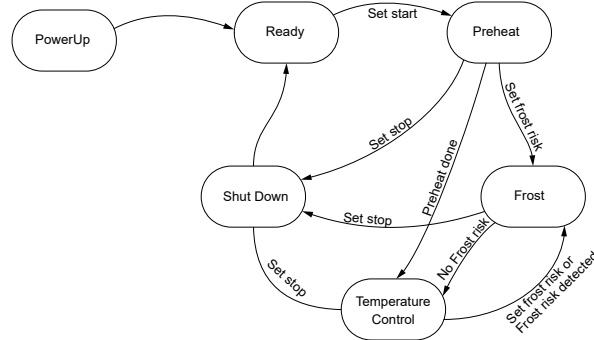 PowerUp
Ready
Set start
Preheat
Set stop
Preheat done
Set frost risk
Shut Down
Set stop
Frost
No Frost risk
Set stop
Temperature
Control
Set frost risk or
Frost risk detected